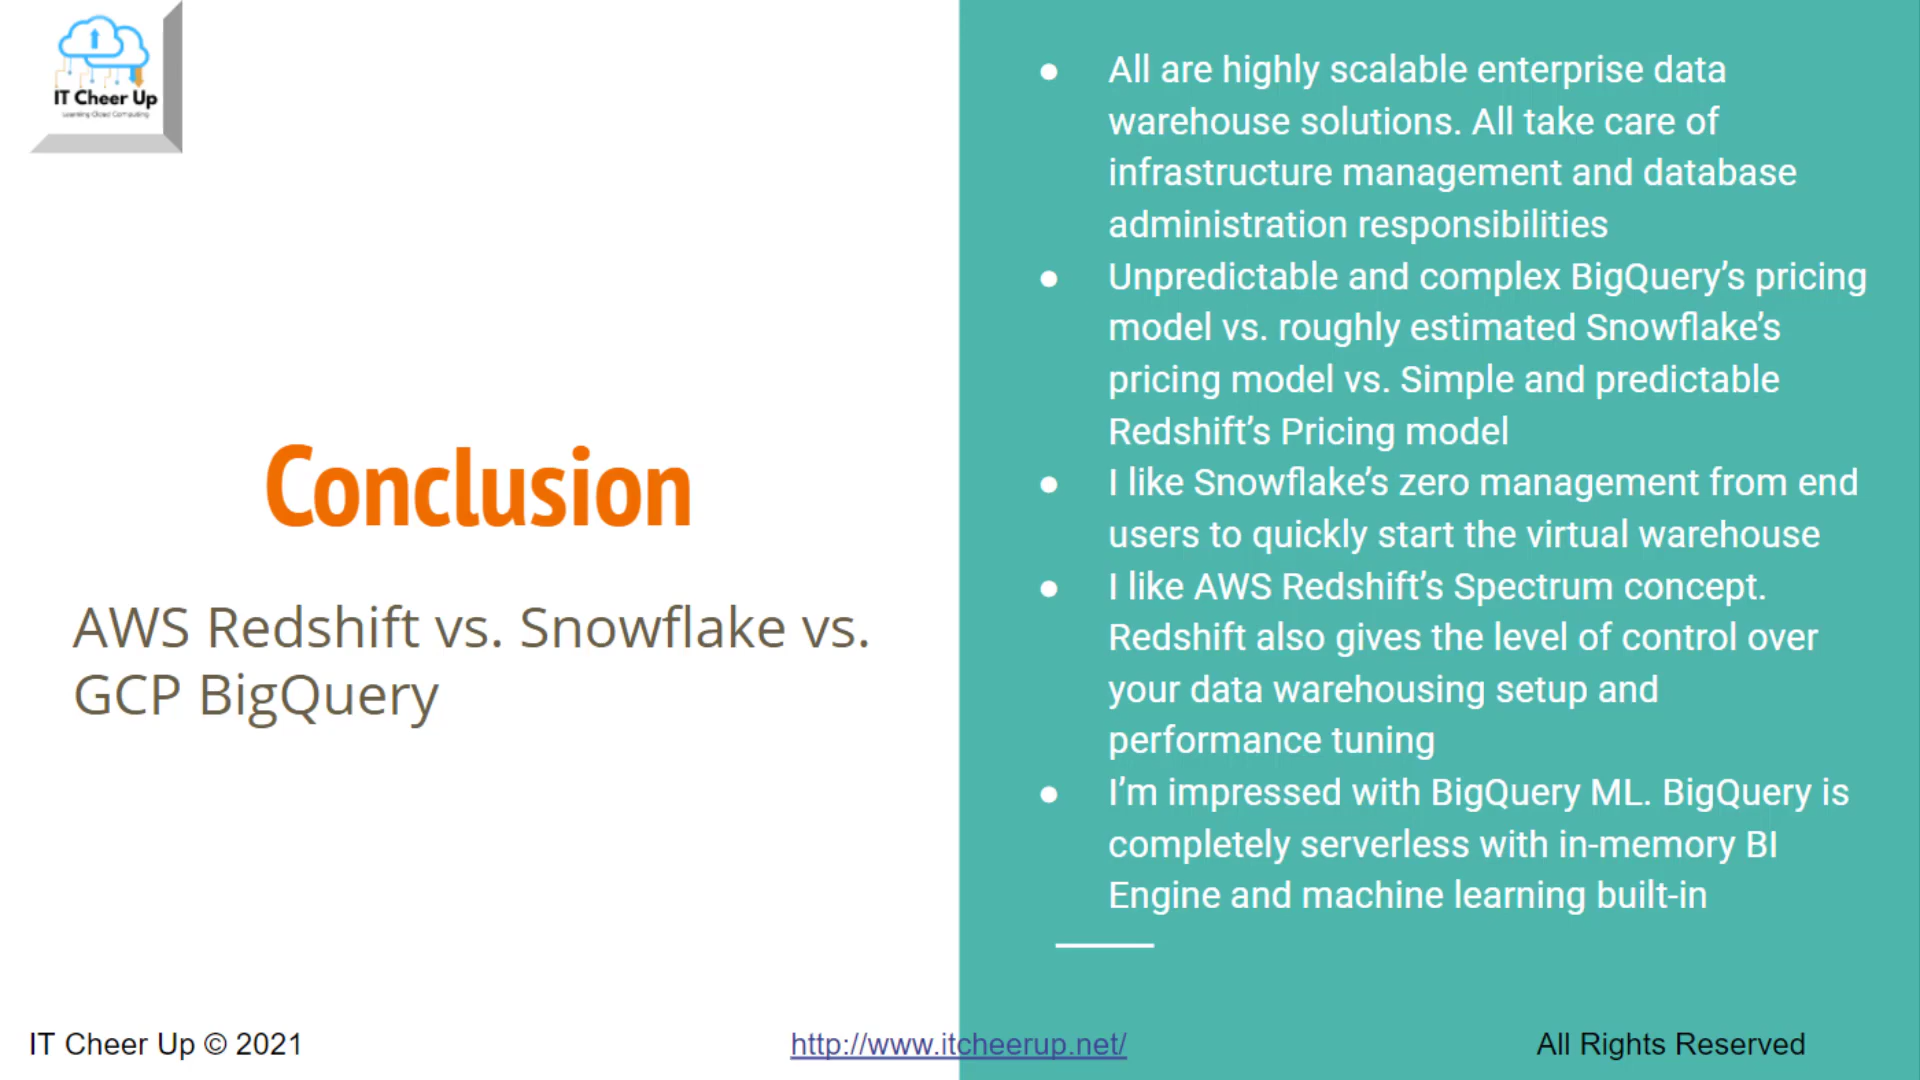 IT Cheer Up
Learning Cloud Computing
Conclusion
AWS Redshift vs. Snowflake vs.
GCP BigQuery
● All are highly scalable enterprise data
warehouse solutions. All take care of
infrastructure management and database
administration responsibilities
● Unpredictable and complex BigQuery’s pricing
model vs. roughly estimated Snowflake’s
pricing model vs. Simple and predictable
Redshift’s Pricing model
● I like Snowflake’s zero management from end
users to quickly start the virtual warehouse
● I like AWS Redshift’s Spectrum concept.
Redshift also gives the level of control over
your data warehousing setup and
performance tuning
● I’m impressed with BigQuery ML. BigQuery is
completely serverless with in-memory BI
Engine and machine learning built-in
IT Cheer Up © 2021
http://www.itcheerup.net/
All Rights Reserved